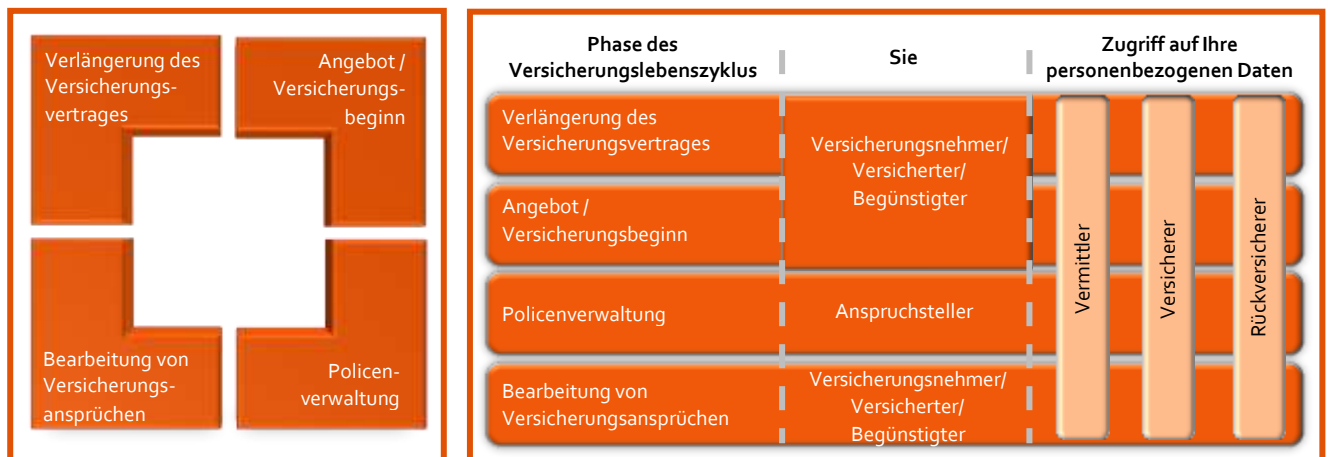 Verlängerung des
Versicherungs-
vertrages
Angebot /
Versicherungs-
beginn
Bearbeitung von
Versicherungs-
ansprüchen
Policen-
verwaltung
Phase des
Versicherungslebenszyklus
Sie
Zugriff auf Ihre
personenbezogenen Daten
Verlängerung des
Versicherungsvertrages
Versicherungsnehmer/
Versicherter/
Begünstigter
Angebot /
Versicherungsbeginn
Policenverwaltung
Anspruchsteller
Bearbeitung von
Versicherungsansprüchen
Versicherungsnehmer/
Versicherter/
Begünstigter
Vermittler
Versicherer
Rückversicherer